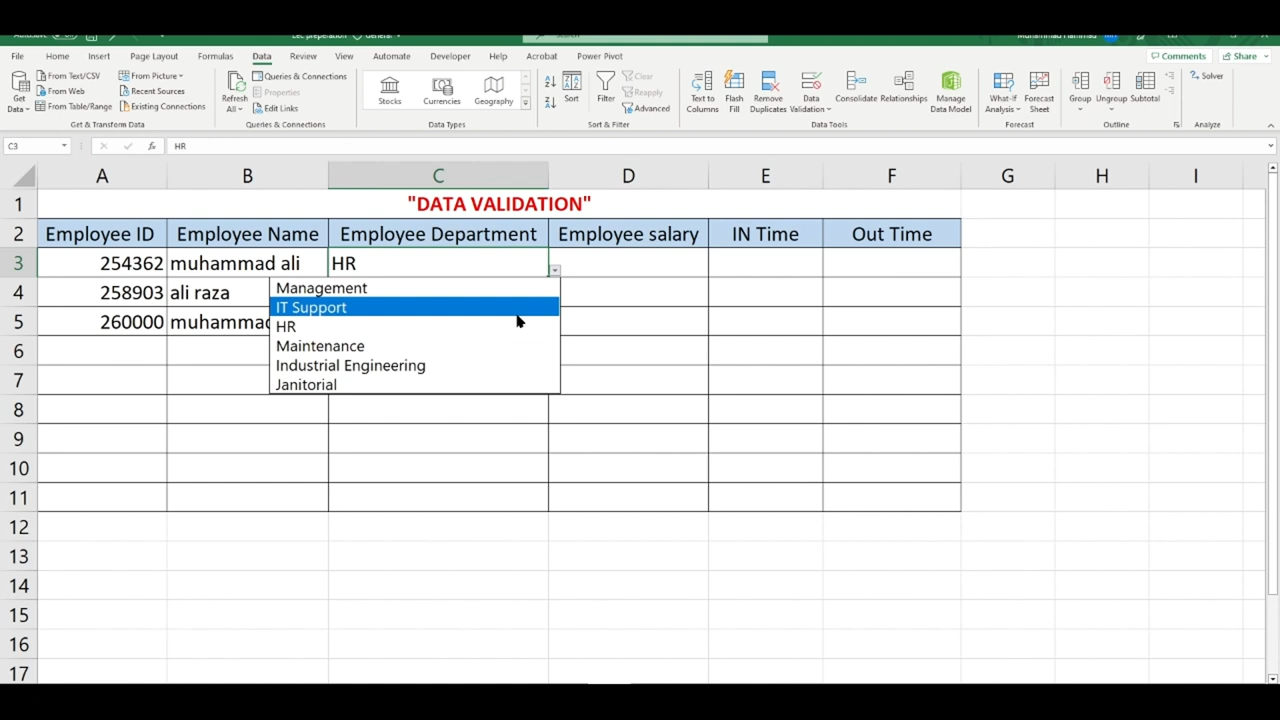 File Home Insert Page Layout Formulas Data Review View Automate Developer Help Acrobat Power Pivot Comments Share
Get Data From Text/CSV From Web From Table/Range From Picture Recent Sources Existing Connections Refresh All Queries & Connections Properties Edit Links Stocks Currencies Geography Sort Filter Clear Reapply Advanced Text to Columns Flash Fill Remove Duplicates Data Validation Consolidate Relationships Manage Data Model What-If Analysis Forecast Sheet Group Ungroup Subtotal Solver
Get & Transform Data Queries & Connections Data Types Sort & Filter Data Tools Forecast Outline Analyze
C3 fx HR
A B C D E F G H I
1 "DATA VALIDATION"
2 Employee ID Employee Name Employee Department Employee salary IN Time Out Time
3 254362 muhammad ali HR
4 258903 ali raza
5 260000 muhammad
Management
IT Support
HR
Maintenance
Industrial Engineering
Janitorial
6
7
8
9
10
11
12
13
14
15
16
17